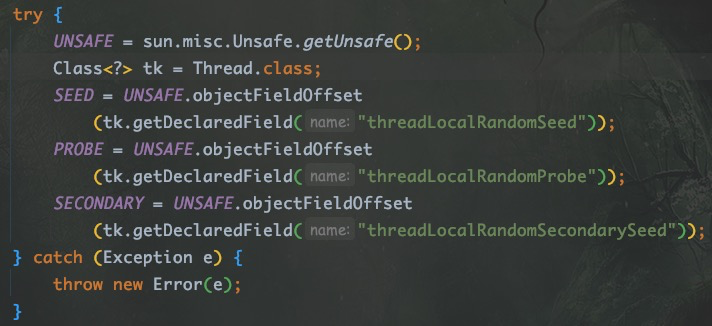 try {
    UNSAFE = sun.misc.Unsafe.getUnsafe();
    Class<?> tk = Thread.class;
    SEED = UNSAFE.objectFieldOffset
        (tk.getDeclaredField( name: "threadLocalRandomSeed"));
    PROBE = UNSAFE.objectFieldOffset
        (tk.getDeclaredField( name: "threadLocalRandomProbe"));
    SECONDARY = UNSAFE.objectFieldOffset
        (tk.getDeclaredField( name: "threadLocalRandomSecondarySeed"));
} catch (Exception e) {
    throw new Error(e);
}